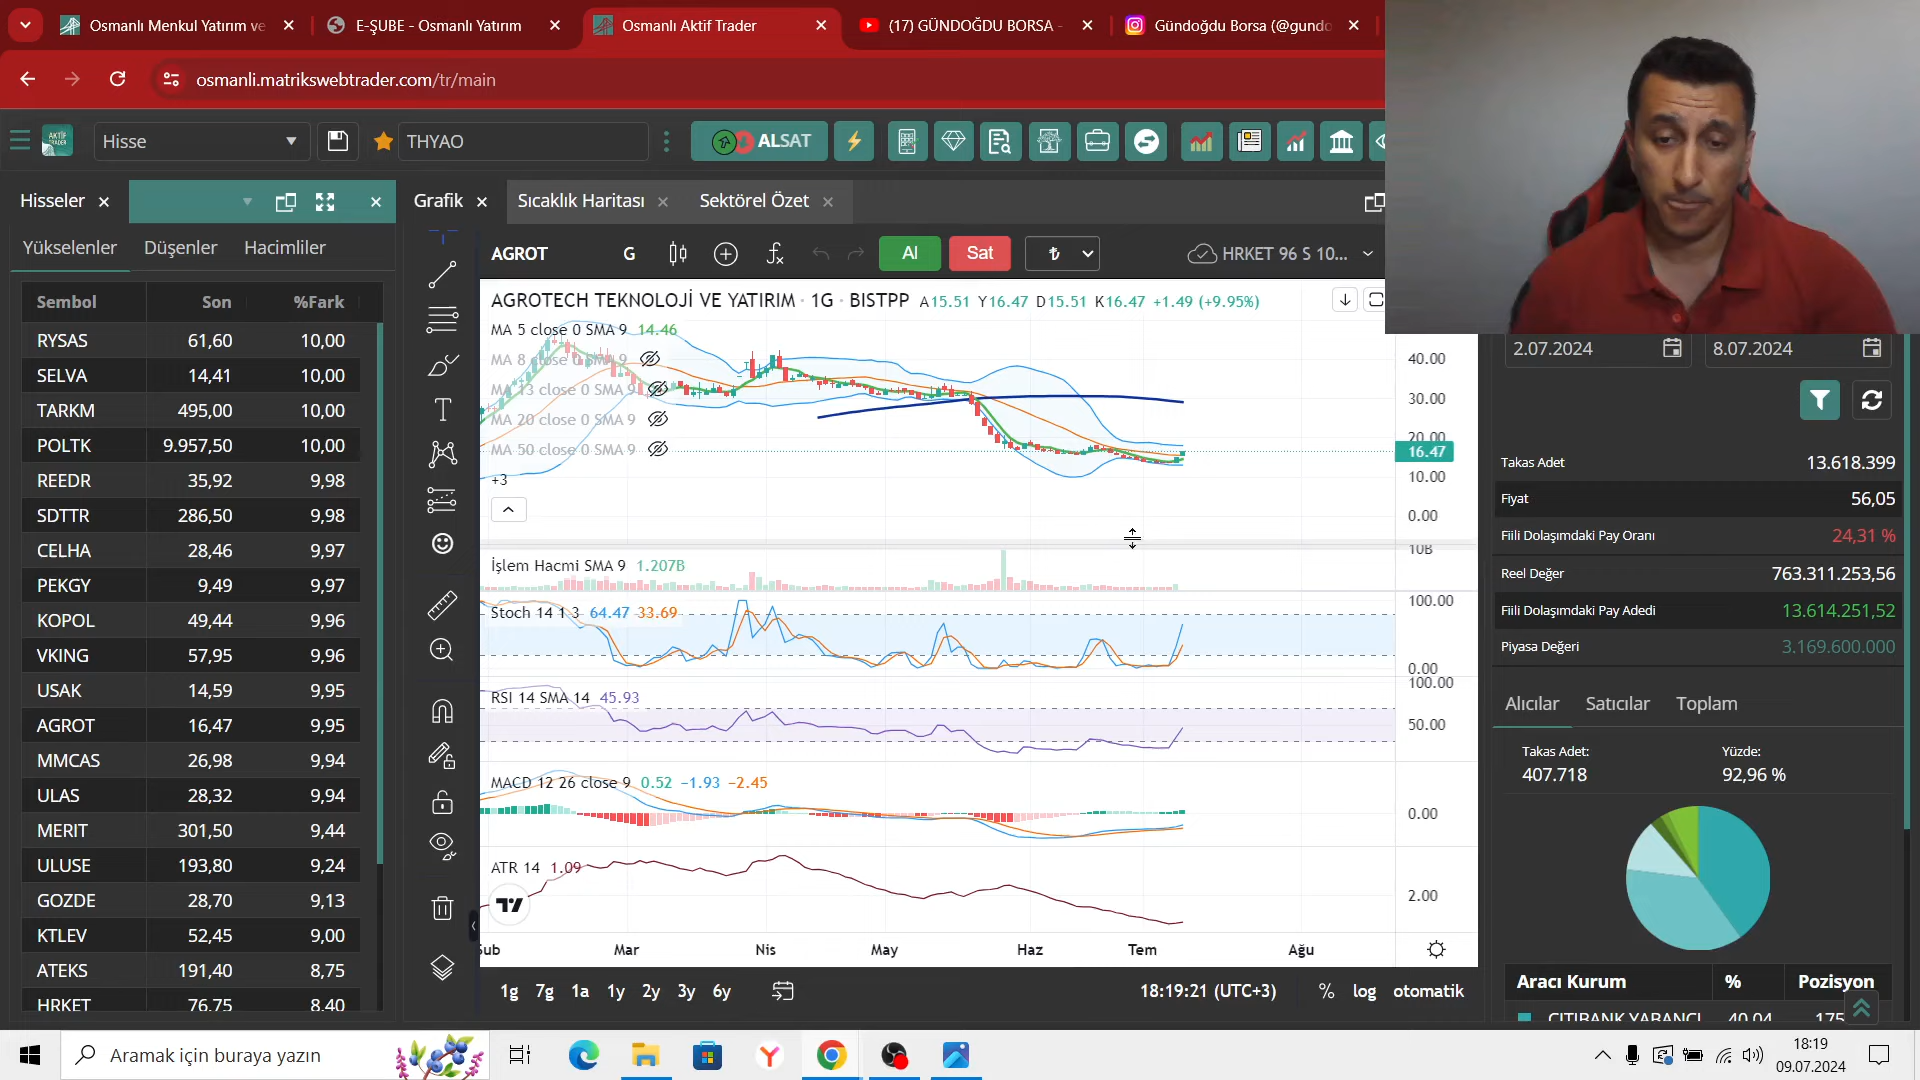 Osmanlı Menkul Yatırım ve
E-ŞUBE - Osmanlı Yatırım
Osmanlı Aktif Trader
(17) GÜNDOĞDU BORSA -
Gündoğdu Borsa (@gundo
osmanli.matrikswebtrader.com/tr/main
AKTİF TRADER
Hisse
THYAO
ALSAT
Hisseler
Grafik
Sıcaklık Haritası
Sektörel Özet
Yükselenler Düşenler Hacimliler
Sembol Son %Fark
RYSAS 61,60 10,00
SELVA 14,41 10,00
TARKM 495,00 10,00
POLTK 9.957,50 10,00
REEDR 35,92 9,98
SDTTR 286,50 9,98
CELHA 28,46 9,97
PEKGY 9,49 9,97
KOPOL 49,44 9,96
VKING 57,95 9,96
USAK 14,59 9,95
AGROT 16,47 9,95
MMCAS 26,98 9,94
ULAS 28,32 9,94
MERIT 301,50 9,44
ULUSE 193,80 9,24
GOZDE 28,70 9,13
KTLEV 52,45 9,00
ATEKS 191,40 8,75
HRKET 76,75 8,40
AGROT G fx Al Sat ₺ HRKET 96 S 10...
AGROTECH TEKNOLOJİ VE YATIRIM · 1G · BISTPP A15.51 Y16.47 D15.51 K16.47 +1.49 (+9.95%)
MA 5 close 0 SMA 9 14.46
MA 8 close 0 SMA 9
MA 13 close 0 SMA 9
MA 20 close 0 SMA 9
MA 50 close 0 SMA 9
+3
40.00
30.00
20.00
16.47
10.00
0.00
10B
İşlem Hacmi SMA 9 1.207B
Stoch 14 1 3 64.47 33.69
100.00
0.00
RSI 14 SMA 14 45.93
100.00
50.00
MACD 12 26 close 9 0.52 −1.93 −2.45
0.00
ATR 14 1.09
2.00
Şub Mar Nis May Haz Tem Ağu
1g 7g 1a 1y 2y 3y 6y
18:19:21 (UTC+3) % log otomatik
2.07.2024 8.07.2024
Takas Adet 13.618.399
Fiyat 56,05
Fiili Dolaşımdaki Pay Oranı 24,31 %
Reel Değer 763.311.253,56
Fiili Dolaşımdaki Pay Adedi 13.614.251,52
Piyasa Değeri 3.169.600.000
Alıcılar Satıcılar Toplam
Takas Adet: Yüzde:
407.718 92,96 %
Aracı Kurum % Pozisyon
CITIBANK YABANCI 40,04 175
Aramak için buraya yazın
18:19
09.07.2024